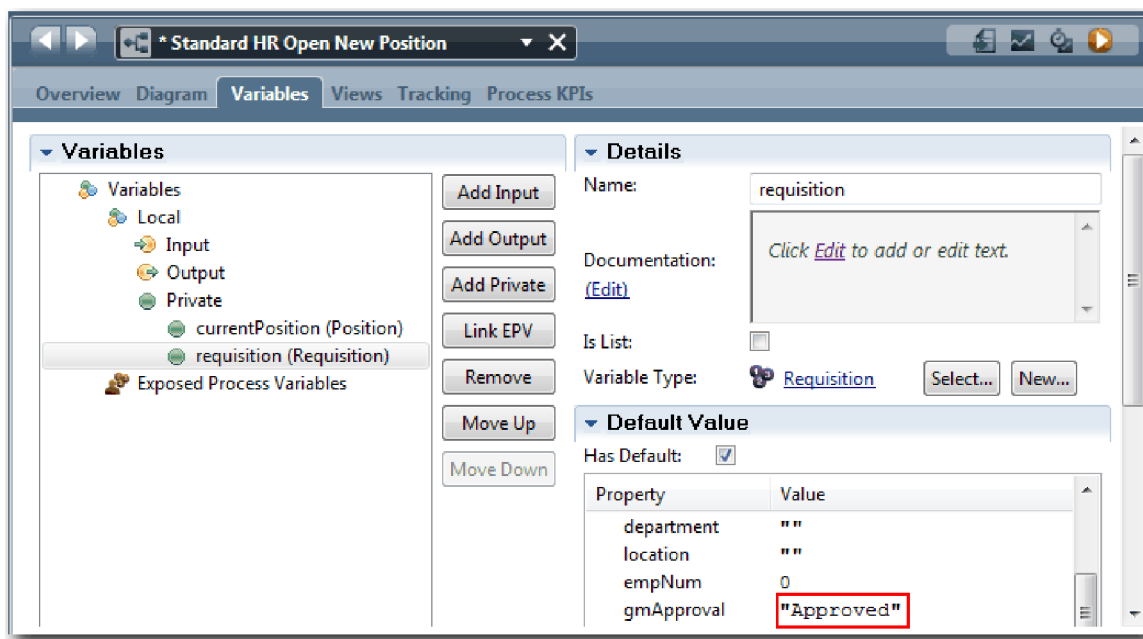 * Standard HR Open New Position
Overview Diagram Variables Views Tracking Process KPIs
Variables
Variables
Local
Input
Output
Private
currentPosition (Position)
requisition (Requisition)
Exposed Process Variables
Add Input
Add Output
Add Private
Link EPV
Remove
Move Up
Move Down
Details
Name: requisition
Documentation:
(Edit)
Click Edit to add or edit text.
Is List:
Variable Type: Requisition Select... New...
Default Value
Has Default:
Property Value
department ""
location ""
empNum 0
gmApproval "Approved"